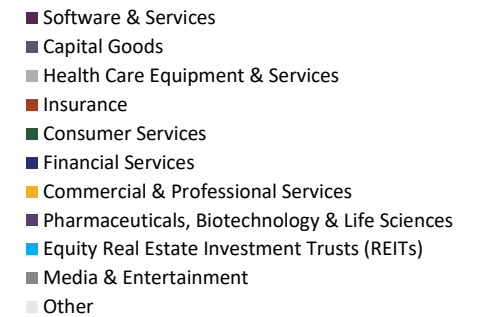 Software & Services
Capital Goods
Health Care Equipment & Services
Insurance
Consumer Services
Financial Services
Commercial & Professional Services
Pharmaceuticals, Biotechnology & Life Sciences
Equity Real Estate Investment Trusts (REITs)
Media & Entertainment
Other